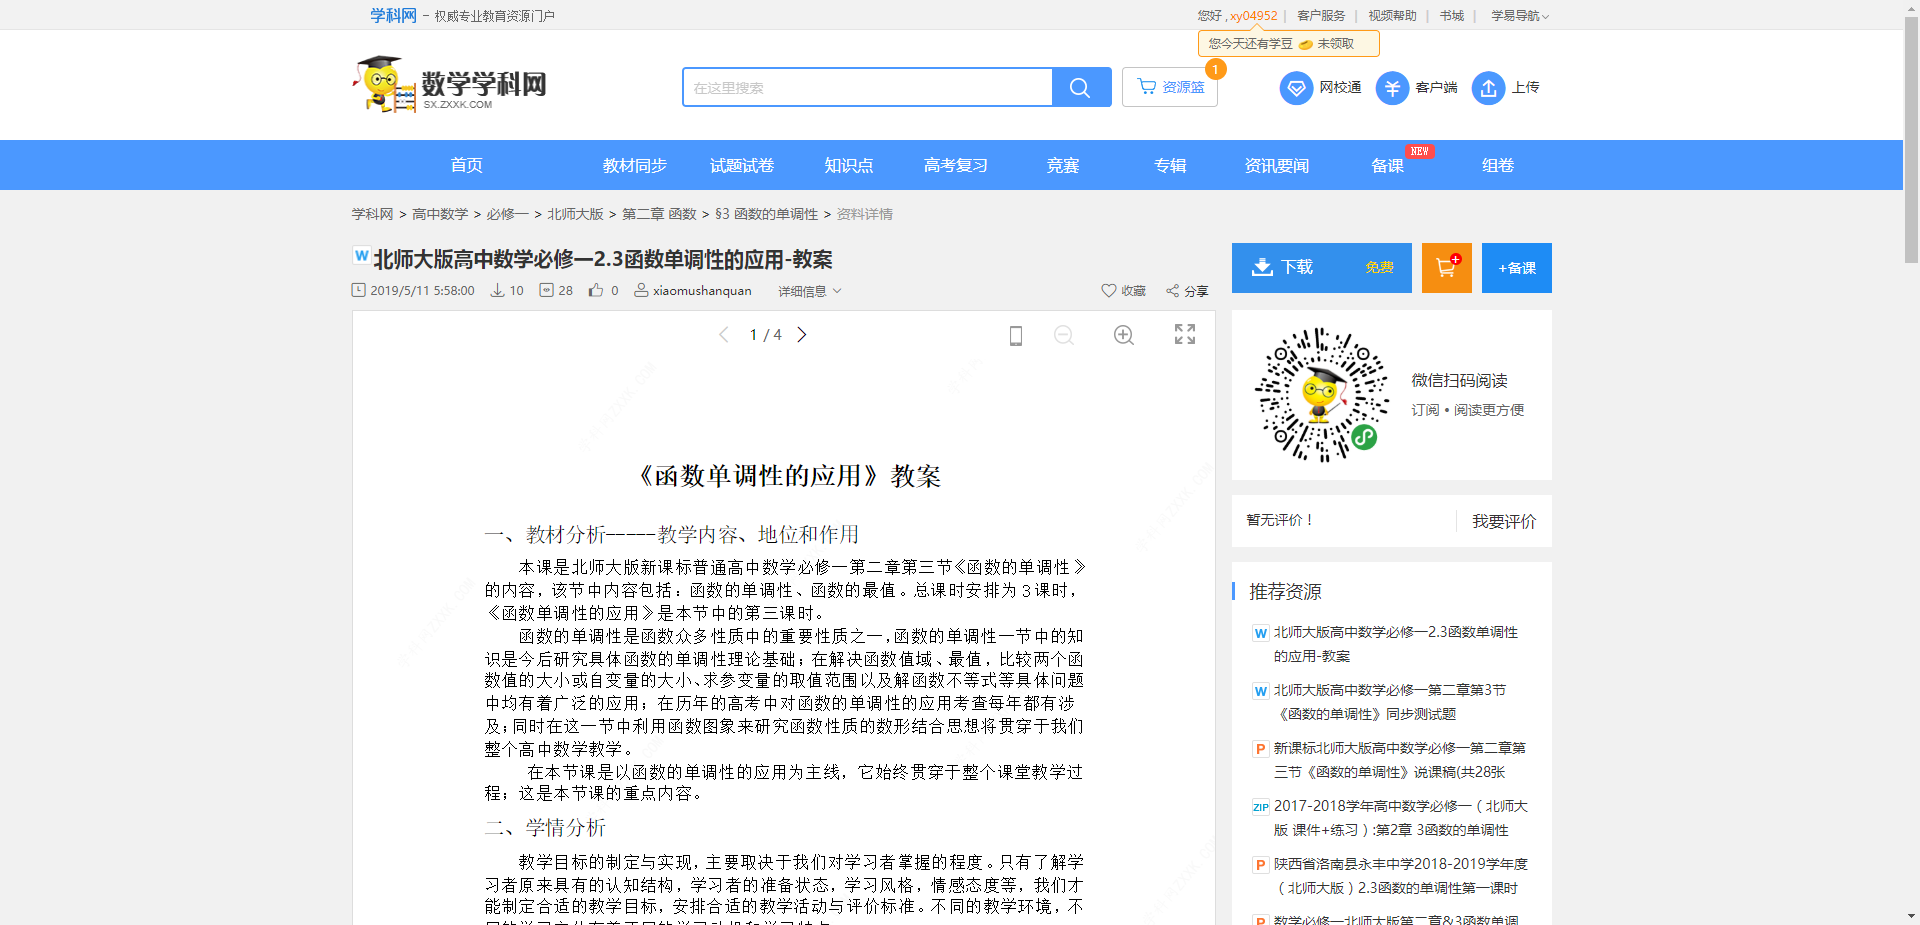 学科网 - 权威专业教育资源门户
您好 , xy04952 | 客户服务 | 视频帮助 | 书城 | 学易导航
您今天还有学豆 未领取
数学学科网
SX.ZXXK.COM
在这里搜索
资源篮
1
网校通
客户端
上传
首页 教材同步 试题试卷 知识点 高考复习 竞赛 专辑 资讯要闻 备课 NEW 组卷
学科网 > 高中数学 > 必修一 > 北师大版 > 第二章 函数 > §3 函数的单调性 > 资料详情
W 北师大版高中数学必修一2.3函数单调性的应用-教案
2019/5/11 5:58:00 10 28 0 xiaomushanquan 详细信息
收藏 分享
下载 免费
+备课
1 / 4
《函数单调性的应用》教案
一、教材分析-----教学内容、地位和作用
本课是北师大版新课标普通高中数学必修一第二章第三节《函数的单调性》
的内容，该节中内容包括：函数的单调性、函数的最值。总课时安排为 3 课时，
《函数单调性的应用》是本节中的第三课时。
函数的单调性是函数众多性质中的重要性质之一，函数的单调性一节中的知
识是今后研究具体函数的单调性理论基础；在解决函数值域、最值，比较两个函
数值的大小或自变量的大小、求参变量的取值范围以及解函数不等式等具体问题
中均有着广泛的应用；在历年的高考中对函数的单调性的应用考查每年都有涉
及；同时在这一节中利用函数图象来研究函数性质的数形结合思想将贯穿于我们
整个高中数学教学。
在本节课是以函数的单调性的应用为主线，它始终贯穿于整个课堂教学过
程；这是本节课的重点内容。
二、学情分析
教学目标的制定与实现，主要取决于我们对学习者掌握的程度。只有了解学
习者原来具有的认知结构，学习者的准备状态，学习风格，情感态度等，我们才
能制定合适的教学目标，安排合适的教学活动与评价标准。不同的教学环境，不
微信扫码阅读
订阅 • 阅读更方便
暂无评价！
我要评价
推荐资源
W 北师大版高中数学必修一2.3函数单调性
的应用-教案
W 北师大版高中数学必修一第二章第3节
《函数的单调性》同步测试题
P 新课标北师大版高中数学必修一第二章第
三节《函数的单调性》说课稿(共28张
ZIP 2017-2018学年高中数学必修一（北师大
版 课件+练习）:第2章 3函数的单调性
P 陕西省洛南县永丰中学2018-2019学年度
（北师大版）2.3函数的单调性第一课时
P 数学必修一北师大版第二章&3函数单调